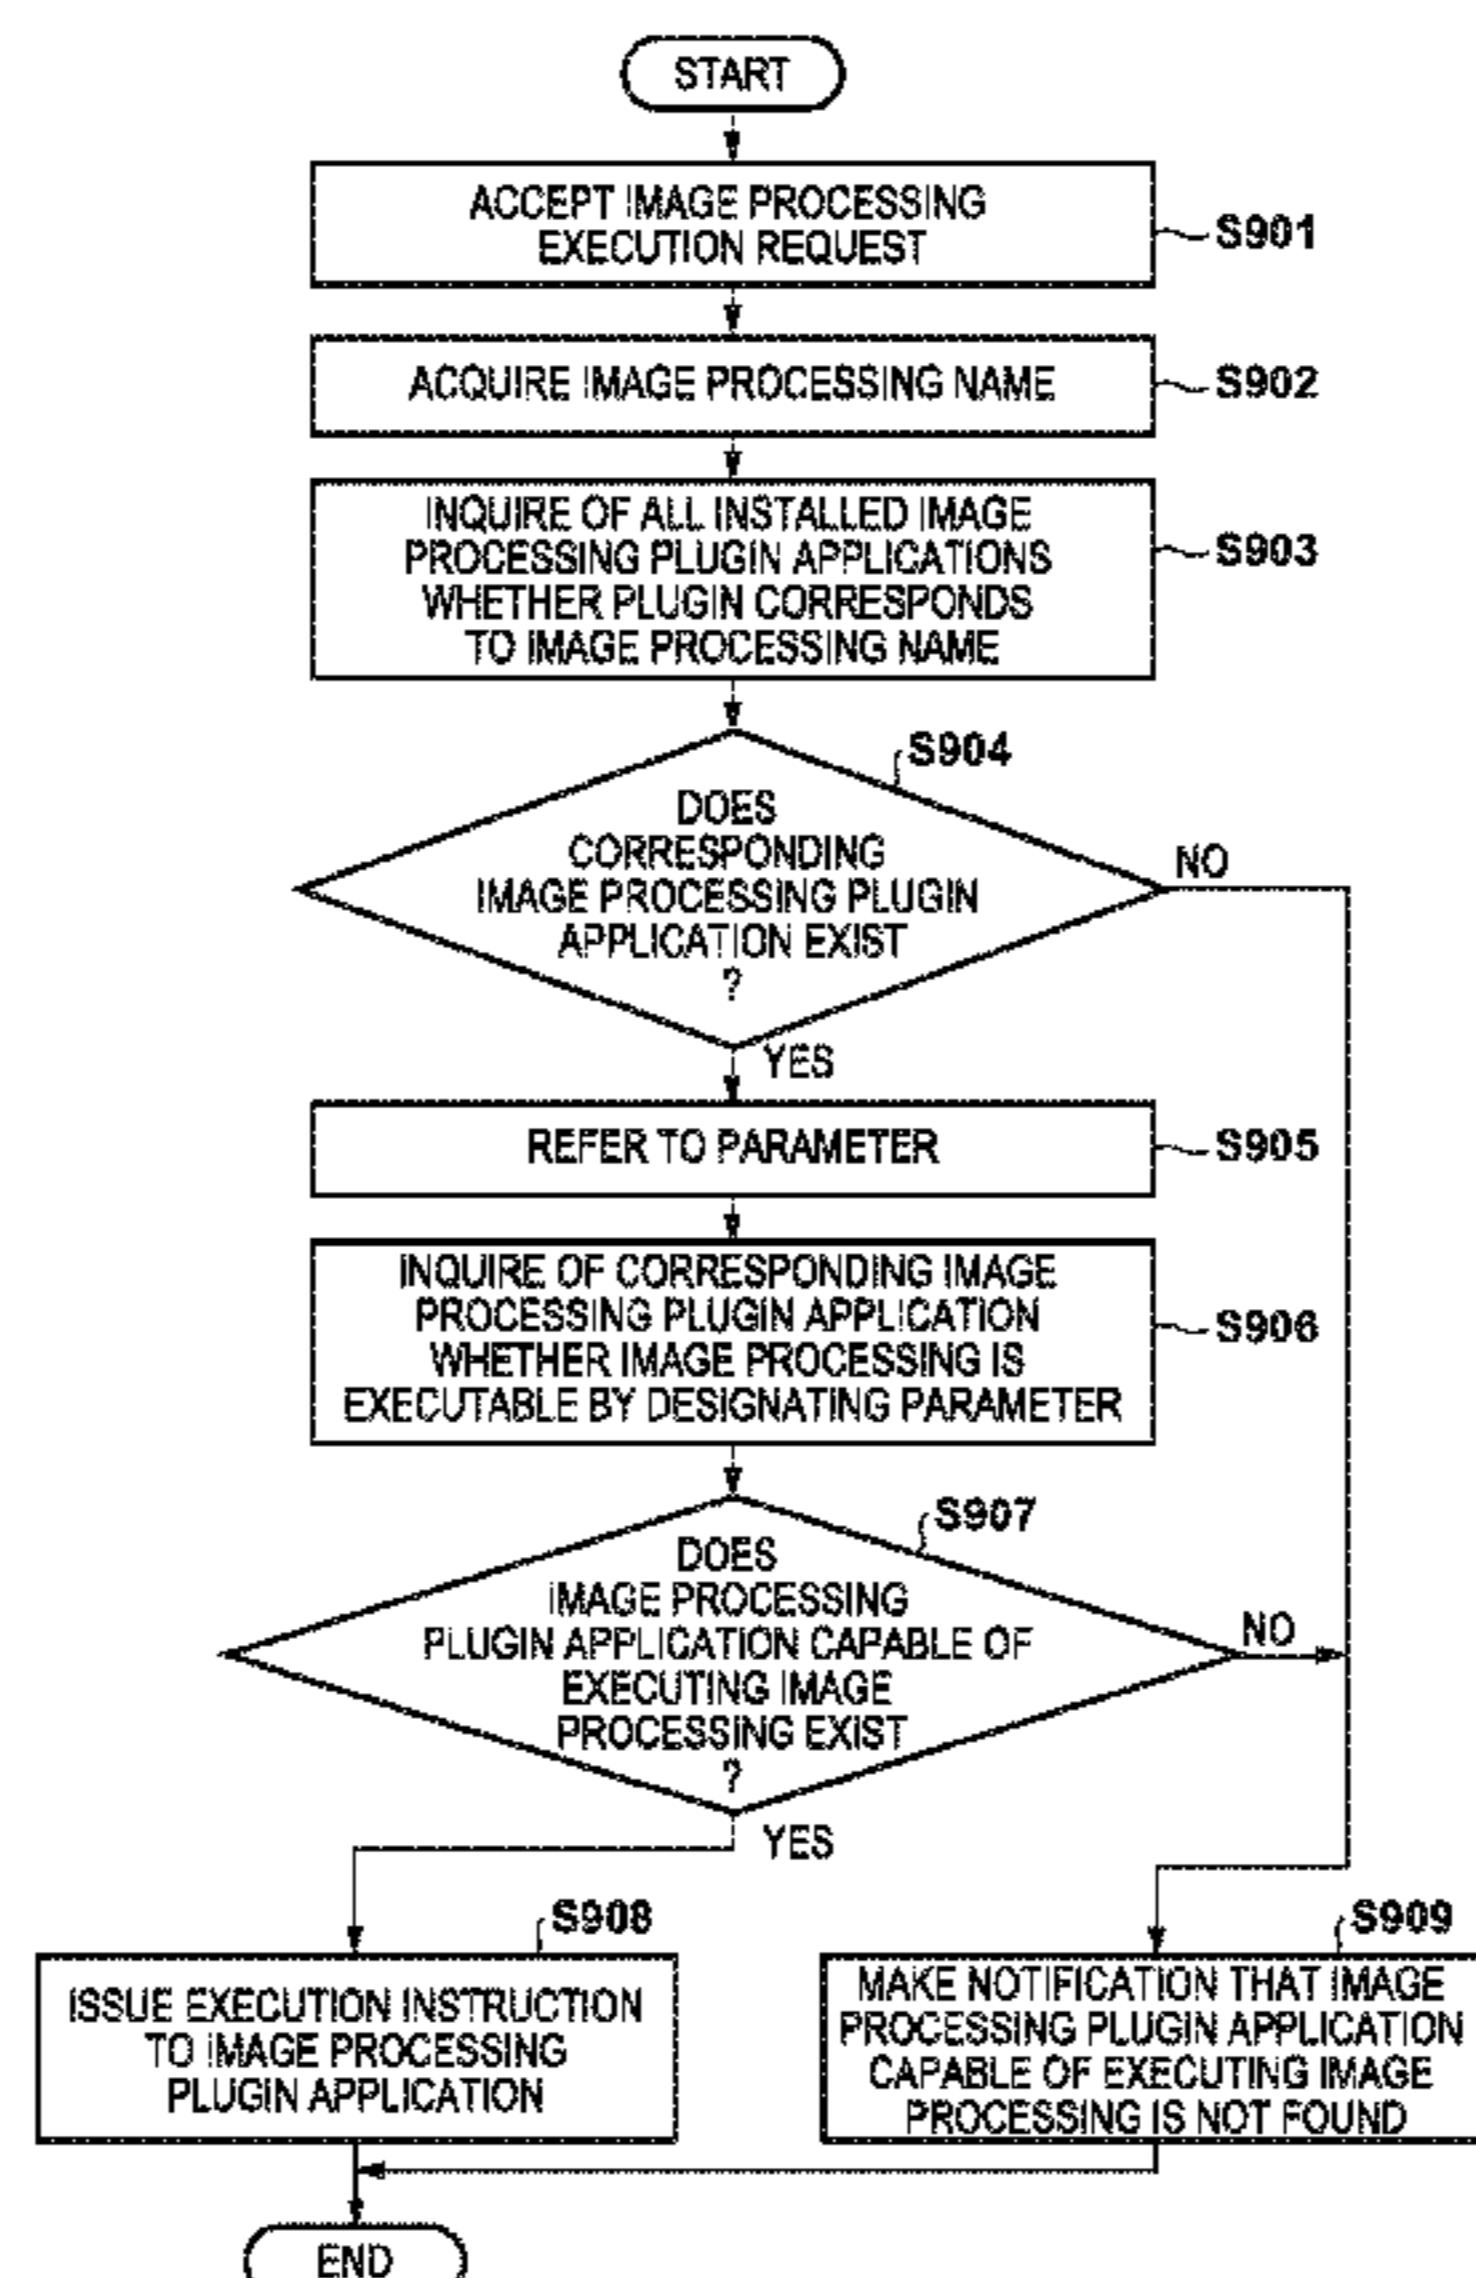 START
ACCEPT IMAGE PROCESSING
EXECUTION REQUEST
S901
ACQUIRE IMAGE PROCESSING NAME
S902
INQUIRE OF ALL INSTALLED IMAGE
PROCESSING PLUGIN APPLICATIONS
WHETHER PLUGIN CORRESPONDS
TO IMAGE PROCESSING NAME
S903
S904
DOES
CORRESPONDING
IMAGE PROCESSING PLUGIN
APPLICATION EXIST
?
NO
YES
REFER TO PARAMETER
S905
INQUIRE OF CORRESPONDING IMAGE
PROCESSING PLUGIN APPLICATION
WHETHER IMAGE PROCESSING IS
EXECUTABLE BY DESIGNATING PARAMETER
S906
S907
DOES
IMAGE PROCESSING
PLUGIN APPLICATION CAPABLE OF
EXECUTING IMAGE
PROCESSING EXIST
?
NO
YES
S908
ISSUE EXECUTION INSTRUCTION
TO IMAGE PROCESSING
PLUGIN APPLICATION
S909
MAKE NOTIFICATION THAT IMAGE
PROCESSING PLUGIN APPLICATION
CAPABLE OF EXECUTING IMAGE
PROCESSING IS NOT FOUND
END